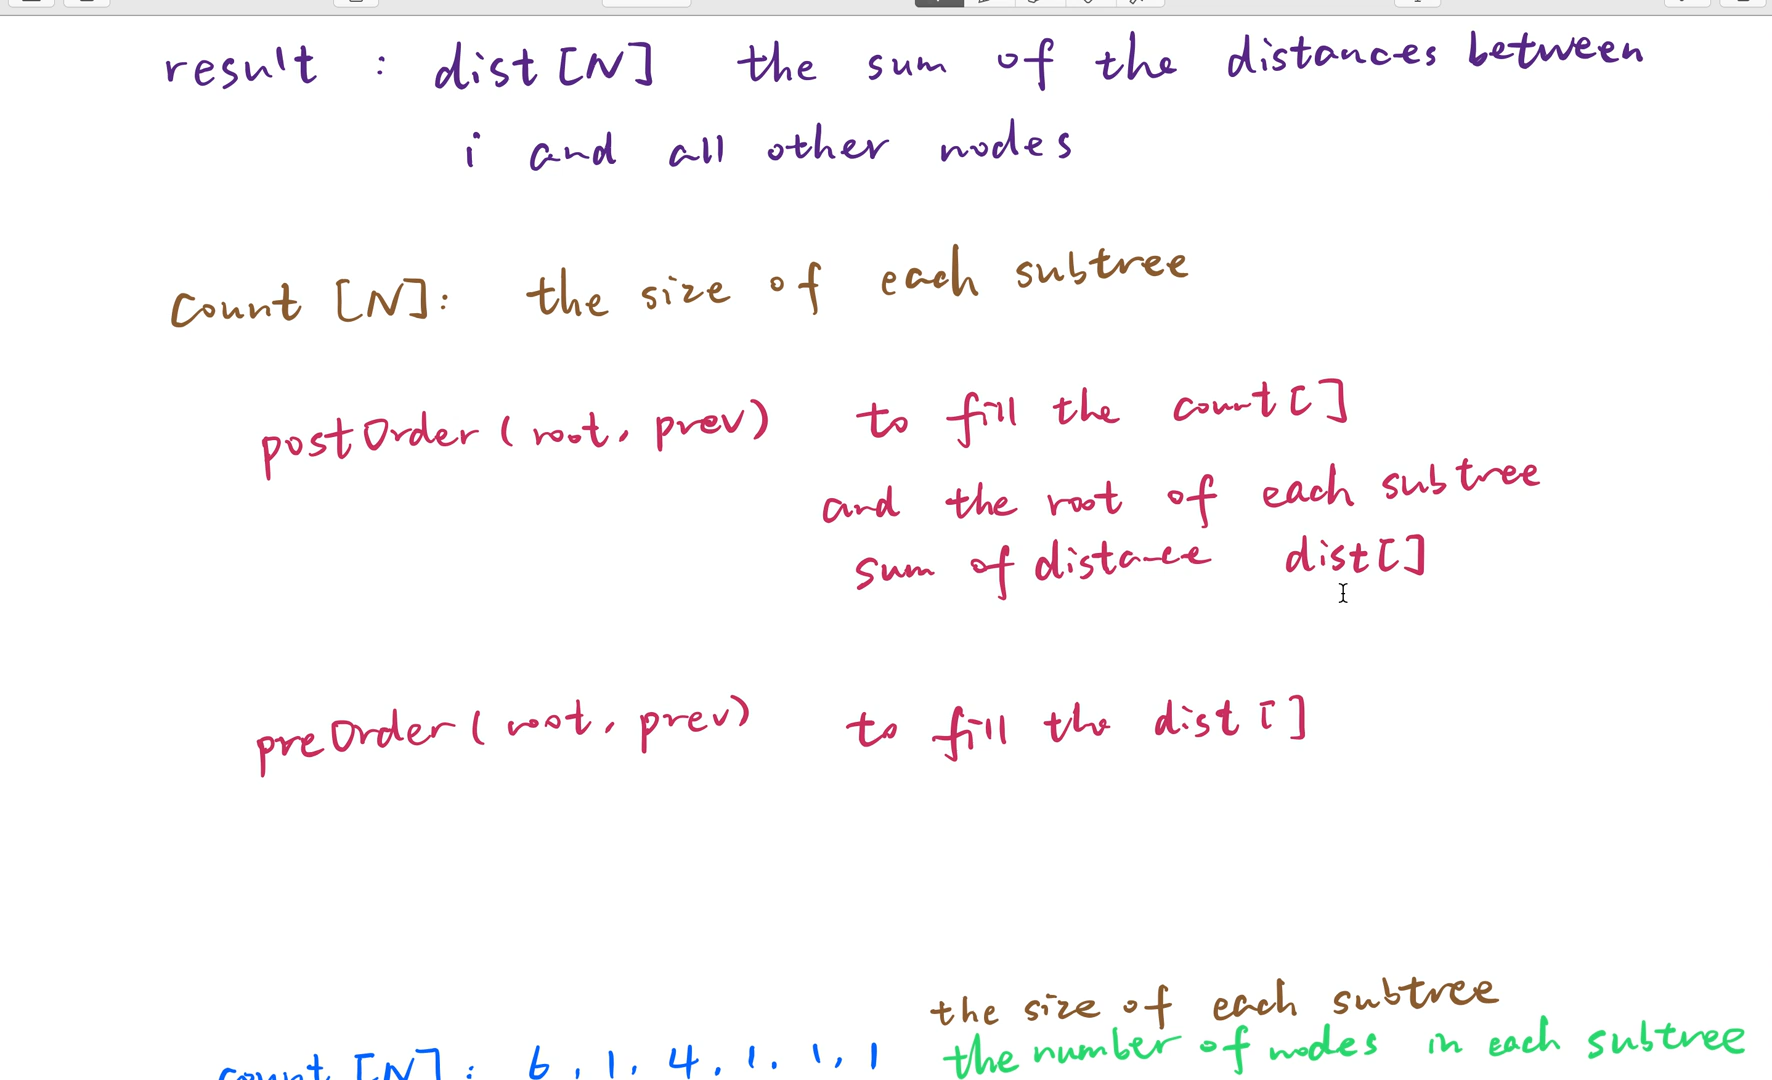 result : dist [N] the sum of the distances between
i and all other nodes
Count [N]: the size of each subtree
postOrder (root, prev) to fill the count[]
and the root of each subtree
sum of distance dist[]
preOrder (root, prev) to fill the dist []
the size of each subtree
count [N] : 6, 1, 4, 1, 1, 1 the number of nodes in each subtree